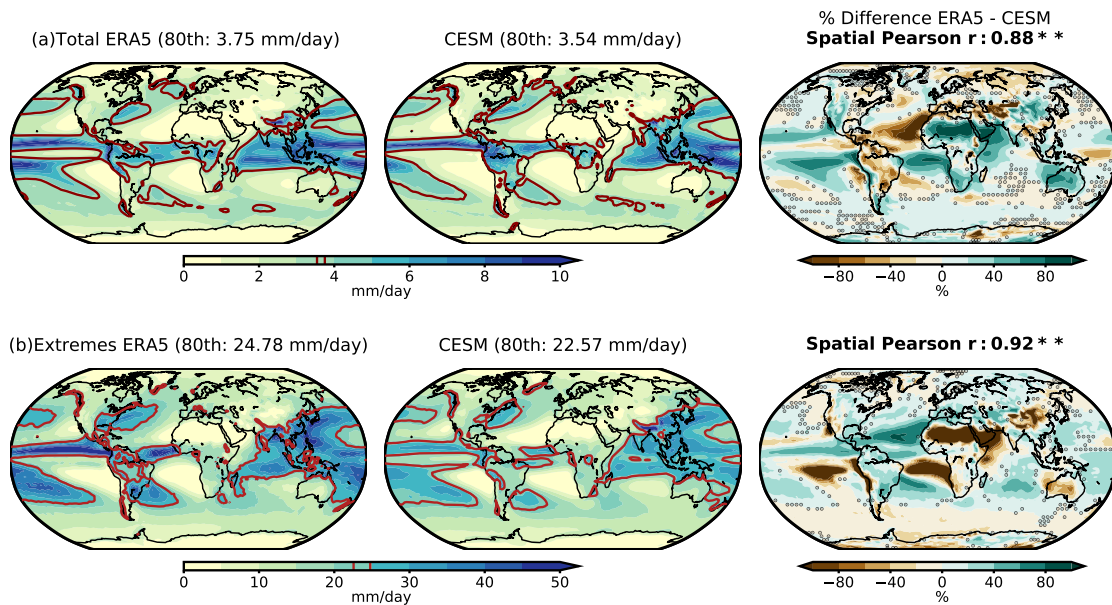 % Difference ERA5 - CESM
(a)Total ERA5 (80th: 3.75 mm/day)
CESM (80th: 3.54 mm/day)
Spatial Pearson r: 0.88 * *
0 2 4 6 8 10
mm/day
−80 −40 0 40 80
%
(b)Extremes ERA5 (80th: 24.78 mm/day)
CESM (80th: 22.57 mm/day)
Spatial Pearson r: 0.92 * *
0 10 20 30 40 50
mm/day
−80 −40 0 40 80
%